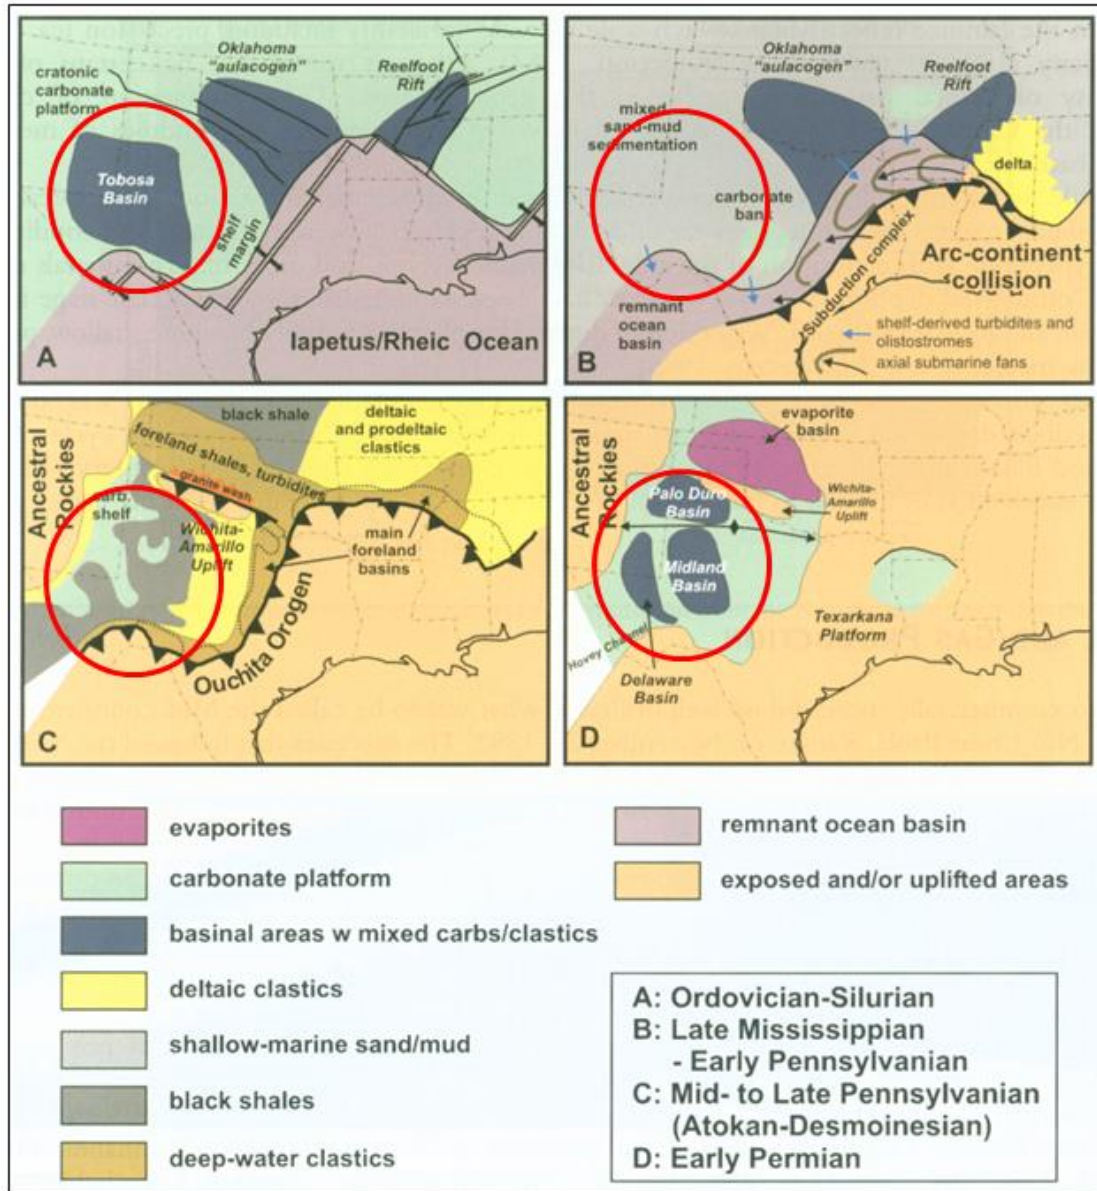 Oklahoma
"aulacogen"
Reelfoot
Rift
cratonic
carbonate
platform
Tobosa
Basin
shelf
margin
Iapetus/Rheic Ocean
A
Oklahoma
"aulacogen"
Reelfoot
Rift
mixed
sand-mud
sedimentation
delta
carbonate
bank
Subduction complex
Arc-continent
collision
remnant
ocean
basin
shelf-derived turbidites and
olistostromes
axial submarine fans
B
black shale
deltaic
and prodeltaic
clastics
foreland shales, turbidites
Ancestral
Rockies
granite wash
carb.
shelf
Wichita-
Amarillo
Uplift
main
foreland
basins
Ouchita Orogen
C
evaporite
basin
Ancestral
Rockies
Palo Duro
Basin
Wichita-
Amarillo
Uplift
Midland
Basin
Texarkana
Platform
Hovey Channel
Delaware
Basin
D
evaporites
carbonate platform
basinal areas w mixed carbs/clastics
deltaic clastics
shallow-marine sand/mud
black shales
deep-water clastics
remnant ocean basin
exposed and/or uplifted areas
A: Ordovician-Silurian
B: Late Mississippian
- Early Pennsylvanian
C: Mid- to Late Pennsylvanian
(Atokan-Desmoinesian)
D: Early Permian